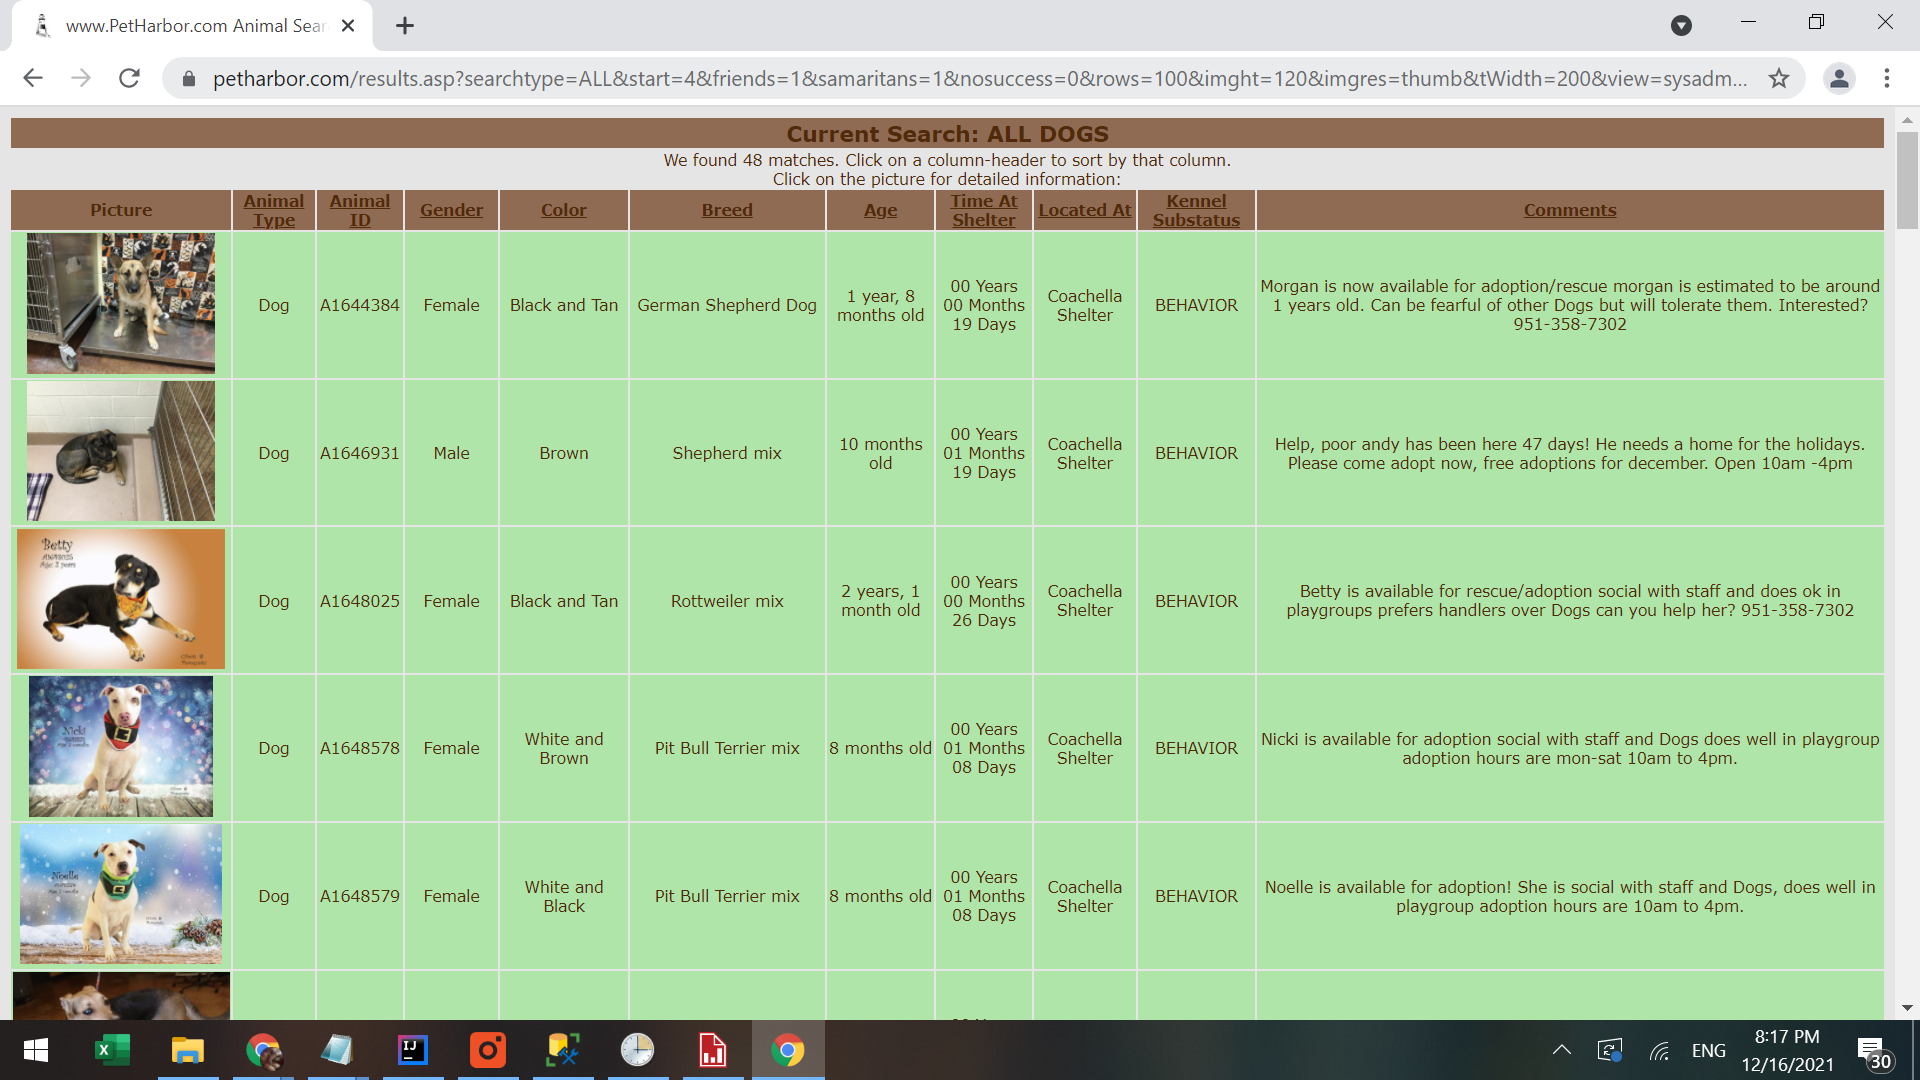 www.PetHarbor.com Animal Sear
petharbor.com/results.asp?searchtype=ALL&start=4&friends=1&samaritans=1&nosuccess=0&rows=100&imght=120&imgres=thumb&tWidth=200&view=sysadm...
Current Search: ALL DOGS
We found 48 matches. Click on a column-header to sort by that column.
Click on the picture for detailed information:
Picture
Animal
Type
Animal
ID
Gender
Color
Breed
Age
Time At
Shelter
Located At
Kennel
Substatus
Comments
Dog
A1644384
Female
Black and Tan
German Shepherd Dog
1 year, 8
months old
00 Years
00 Months
19 Days
Coachella
Shelter
BEHAVIOR
Morgan is now available for adoption/rescue morgan is estimated to be around
1 years old. Can be fearful of other Dogs but will tolerate them. Interested?
951-358-7302
Dog
A1646931
Male
Brown
Shepherd mix
10 months
old
00 Years
01 Months
19 Days
Coachella
Shelter
BEHAVIOR
Help, poor andy has been here 47 days! He needs a home for the holidays.
Please come adopt now, free adoptions for december. Open 10am -4pm
Betty
Age: 2 years
Dog
A1648025
Female
Black and Tan
Rottweiler mix
2 years, 1
month old
00 Years
00 Months
26 Days
Coachella
Shelter
BEHAVIOR
Betty is available for rescue/adoption social with staff and does ok in
playgroups prefers handlers over Dogs can you help her? 951-358-7302
Nicki
Dog
A1648578
Female
White and
Brown
Pit Bull Terrier mix
8 months old
00 Years
01 Months
08 Days
Coachella
Shelter
BEHAVIOR
Nicki is available for adoption social with staff and Dogs does well in playgroup
adoption hours are mon-sat 10am to 4pm.
Noelle
Dog
A1648579
Female
White and
Black
Pit Bull Terrier mix
8 months old
00 Years
01 Months
08 Days
Coachella
Shelter
BEHAVIOR
Noelle is available for adoption! She is social with staff and Dogs, does well in
playgroup adoption hours are 10am to 4pm.
IJ
ENG
8:17 PM
12/16/2021
30